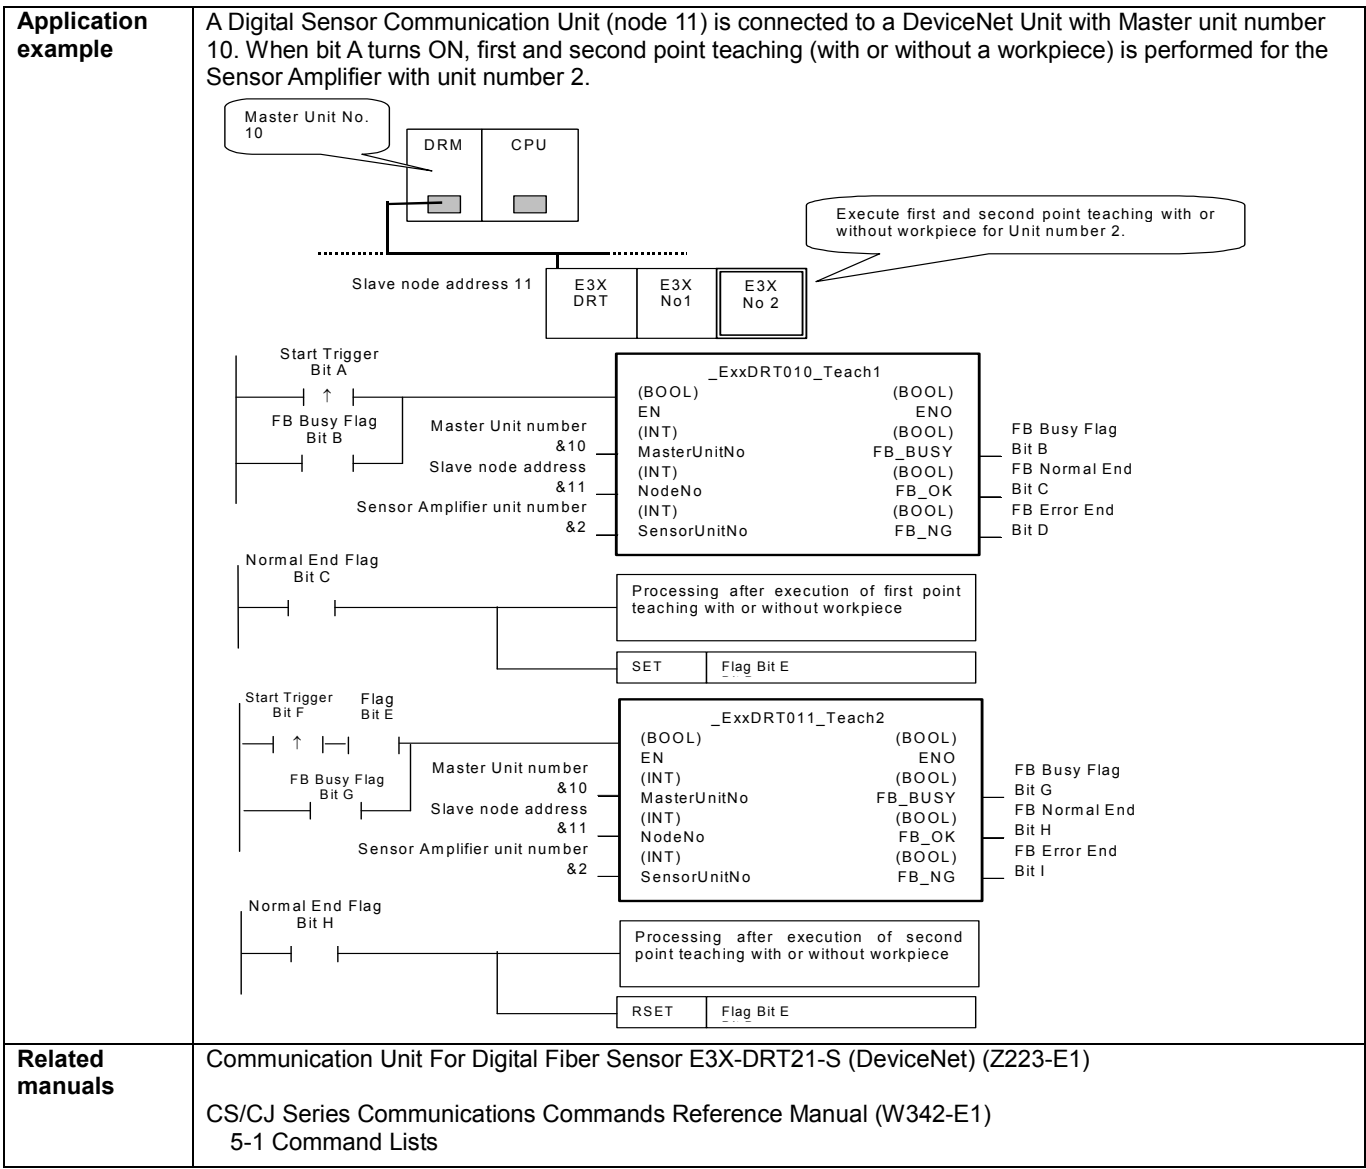 Application example
A Digital Sensor Communication Unit (node 11) is connected to a DeviceNet Unit with Master unit number
10. When bit A turns ON, first and second point teaching (with or without a workpiece) is performed for the
Sensor Amplifier with unit number 2.
Master Unit No.
10
DRM
CPU
Execute first and second point teaching with or
without workpiece for Unit number 2.
Slave node address 11
E3X
DRT
E3X
No1
E3X
No 2
Start Trigger
Bit A
↑
FB Busy Flag
Bit B
_ExxDRT010_Teach1
(BOOL) (BOOL)
EN ENO
Master Unit number
&10
(INT) (BOOL)
MasterUnitNo FB_BUSY
FB Busy Flag
Bit B
Slave node address
&11
(INT) (BOOL)
NodeNo FB_OK
FB Normal End
Bit C
Sensor Amplifier unit number
&2
(INT) (BOOL)
SensorUnitNo FB_NG
FB Error End
Bit D
Normal End Flag
Bit C
Processing after execution of first point
teaching with or without workpiece
SET Flag Bit E
Start Trigger
Bit F
↑
Flag
Bit E
FB Busy Flag
Bit G
_ExxDRT011_Teach2
(BOOL) (BOOL)
EN ENO
Master Unit number
&10
(INT) (BOOL)
MasterUnitNo FB_BUSY
FB Busy Flag
Bit G
Slave node address
&11
(INT) (BOOL)
NodeNo FB_OK
FB Normal End
Bit H
Sensor Amplifier unit number
&2
(INT) (BOOL)
SensorUnitNo FB_NG
FB Error End
Bit I
Normal End Flag
Bit H
Processing after execution of second
point teaching with or without workpiece
RSET Flag Bit E
Related manuals
Communication Unit For Digital Fiber Sensor E3X-DRT21-S (DeviceNet) (Z223-E1)
CS/CJ Series Communications Commands Reference Manual (W342-E1)
5-1 Command Lists